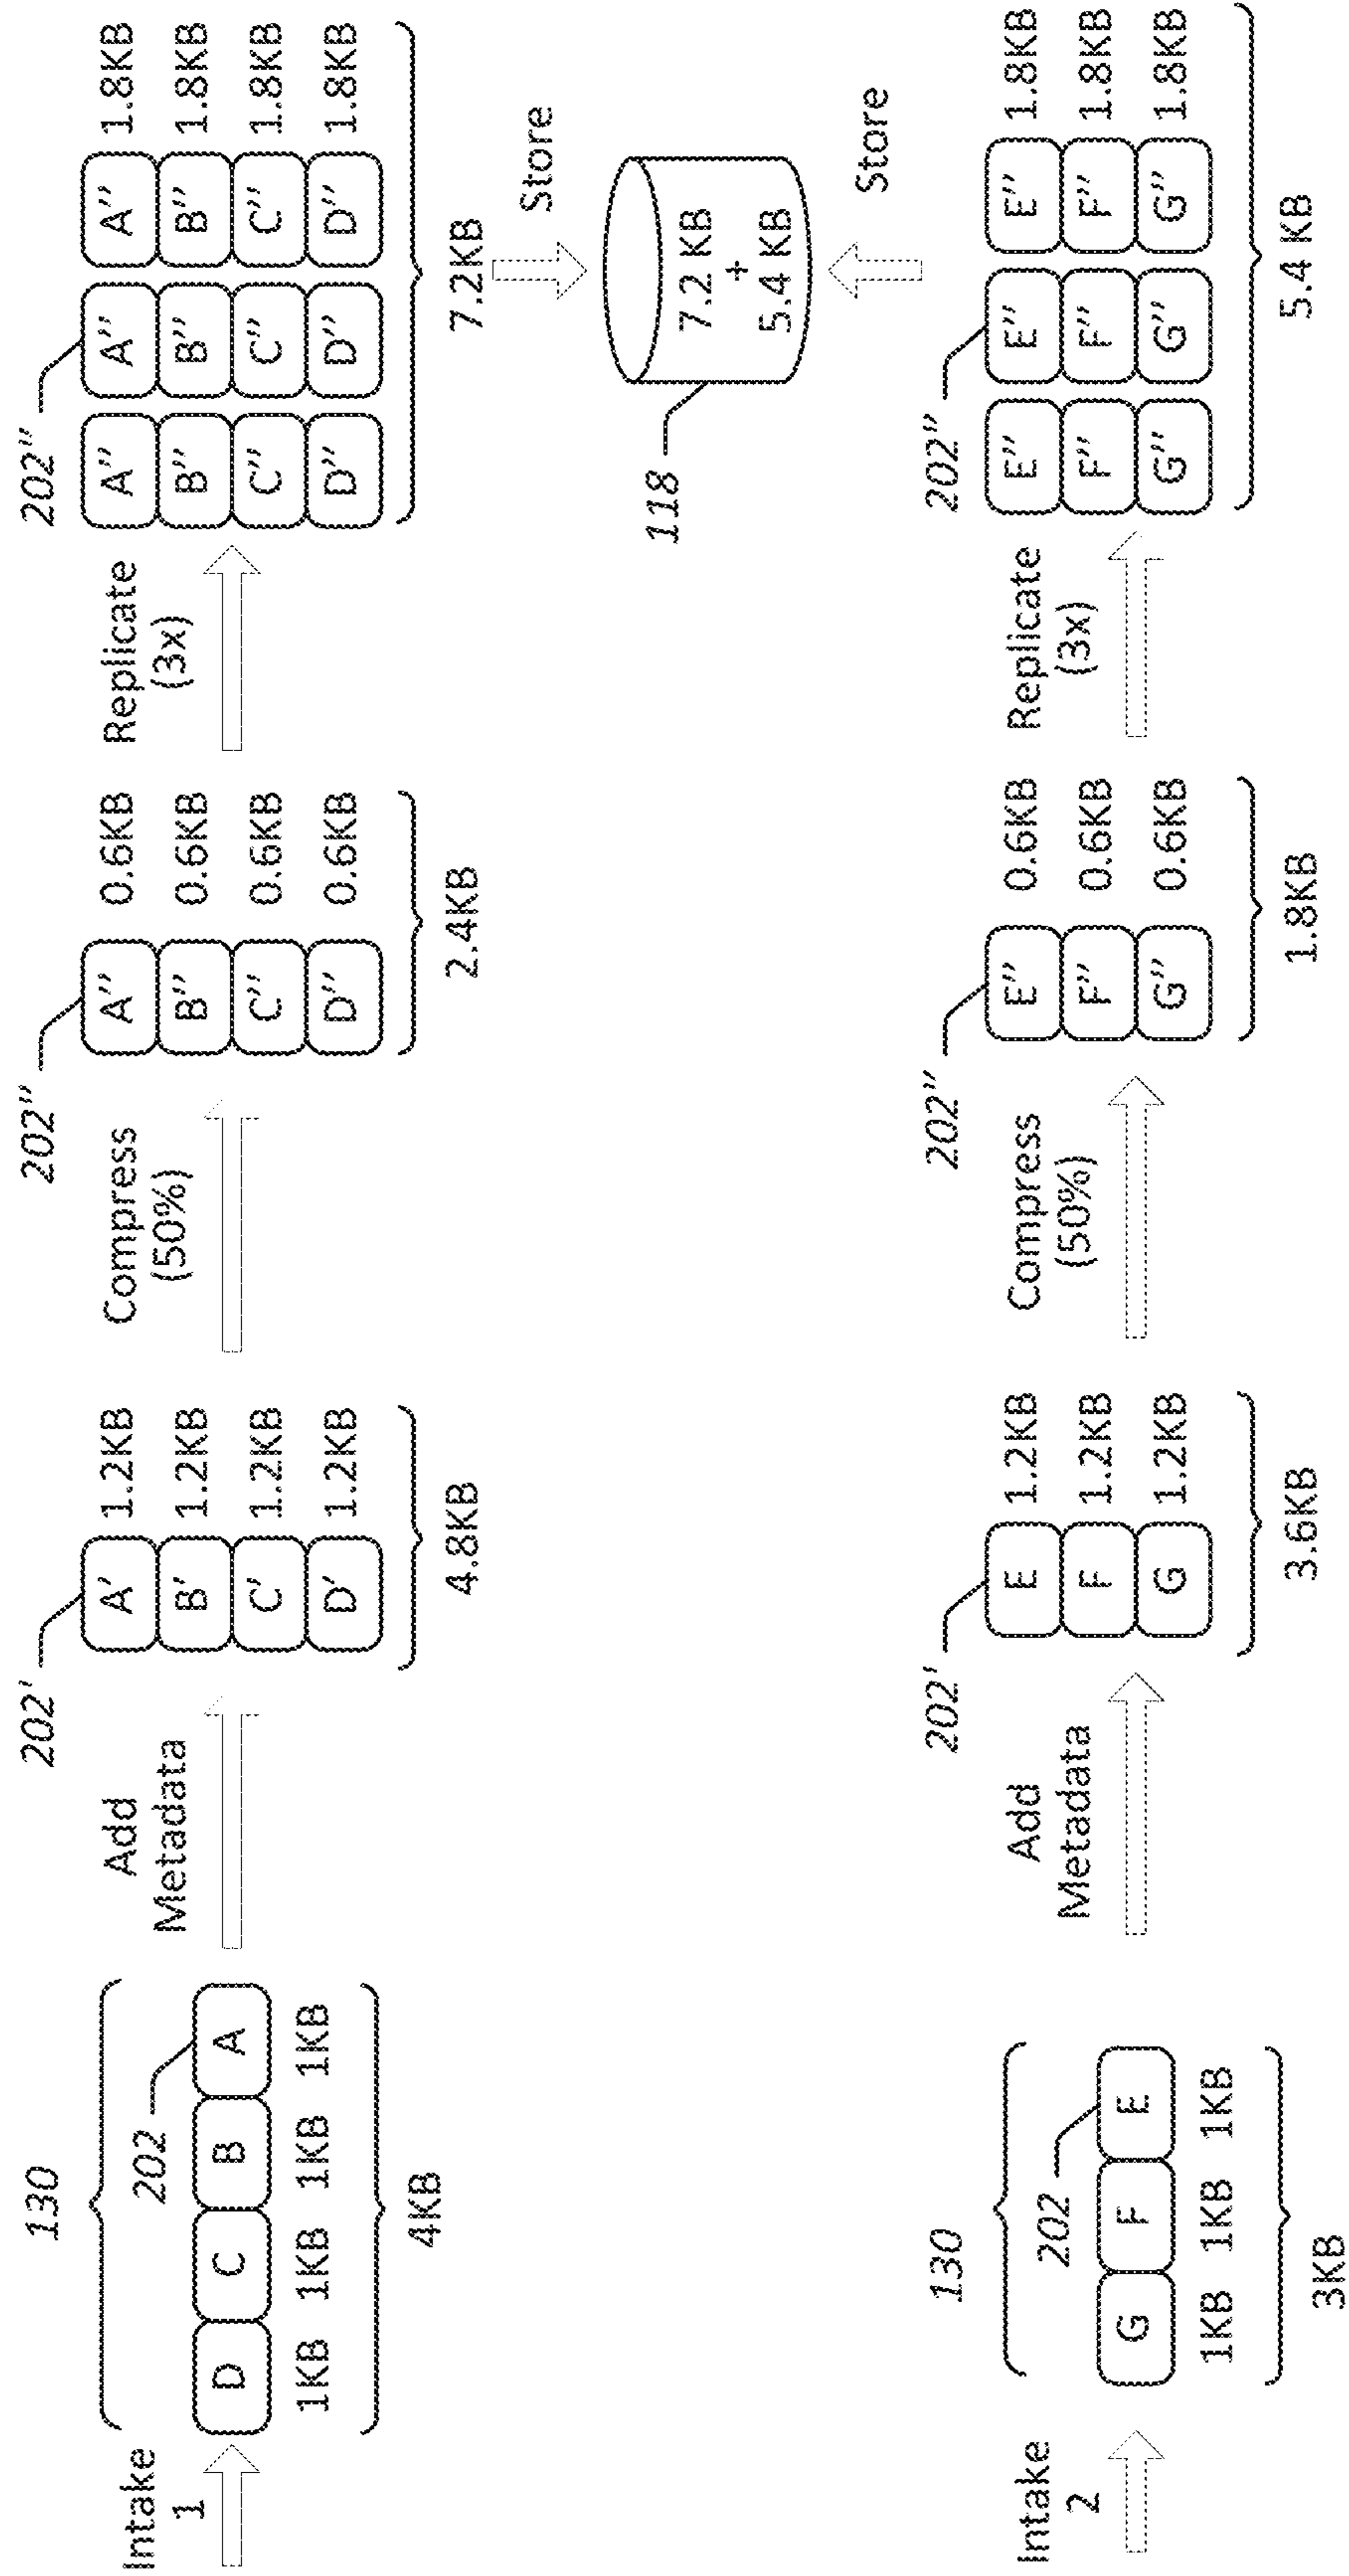 Intake
1
130
202
D C B A
1KB 1KB 1KB 1KB
4KB
Add
Metadata
202'
A' 1.2KB
B' 1.2KB
C' 1.2KB
D' 1.2KB
4.8KB
Compress
(50%)
202''
A'' 0.6KB
B'' 0.6KB
C'' 0.6KB
D'' 0.6KB
2.4KB
Replicate
(3x)
202''
A'' A'' A'' 1.8KB
B'' B'' B'' 1.8KB
C'' C'' C'' 1.8KB
D'' D'' D'' 1.8KB
7.2KB
Store
118
7.2 KB
+
5.4 KB
Store
Intake
2
130
202
G F E
1KB 1KB 1KB
3KB
Add
Metadata
202'
E 1.2KB
F 1.2KB
G 1.2KB
3.6KB
Compress
(50%)
202''
E'' 0.6KB
F'' 0.6KB
G'' 0.6KB
1.8KB
Replicate
(3x)
202''
E'' E'' E'' 1.8KB
F'' F'' F'' 1.8KB
G'' G'' G'' 1.8KB
5.4 KB